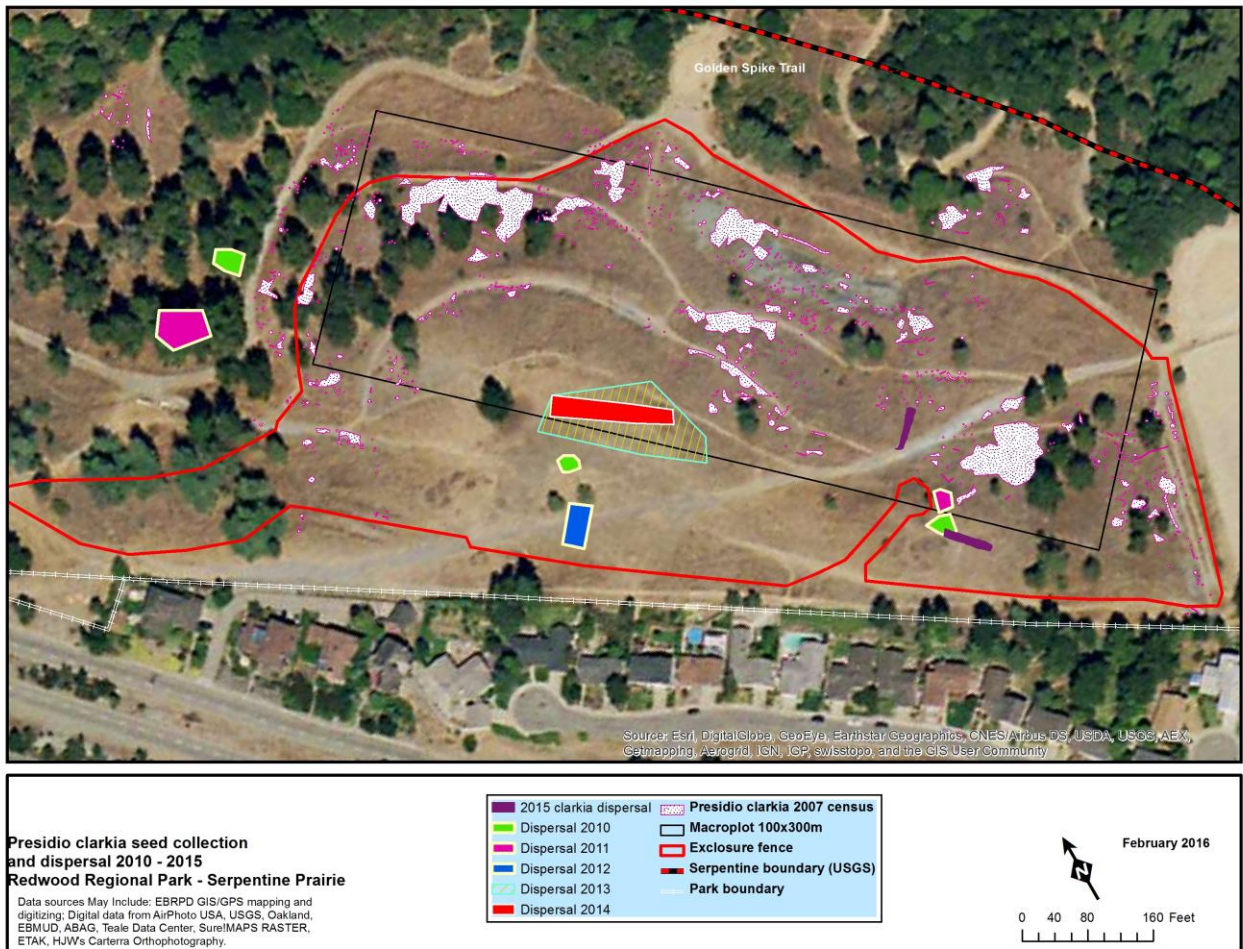 Golden Spike Trail
Source: Esri, DigitalGlobe, GeoEye, Earthstar Geographics, CNES/Airbus DS, USDA, USGS, AEX,
Getmapping, Aerogrid, IGN, IGP, swisstopo, and the GIS User Community
Presidio clarkia seed collection
and dispersal 2010 - 2015
Redwood Regional Park - Serpentine Prairie
Data sources May Include: EBRPD GIS/GPS mapping and
digitizing; Digital data from AirPhoto USA, USGS, Oakland,
EBMUD, ABAG, Teale Data Center, Sure!MAPS RASTER,
ETAK, HJW's Carterra Orthophotography.
2015 clarkia dispersal
Dispersal 2010
Dispersal 2011
Dispersal 2012
Dispersal 2013
Dispersal 2014
Presidio clarkia 2007 census
Macroplot 100x300m
Exclosure fence
Serpentine boundary (USGS)
Park boundary
February 2016
N
0 40 80 160 Feet